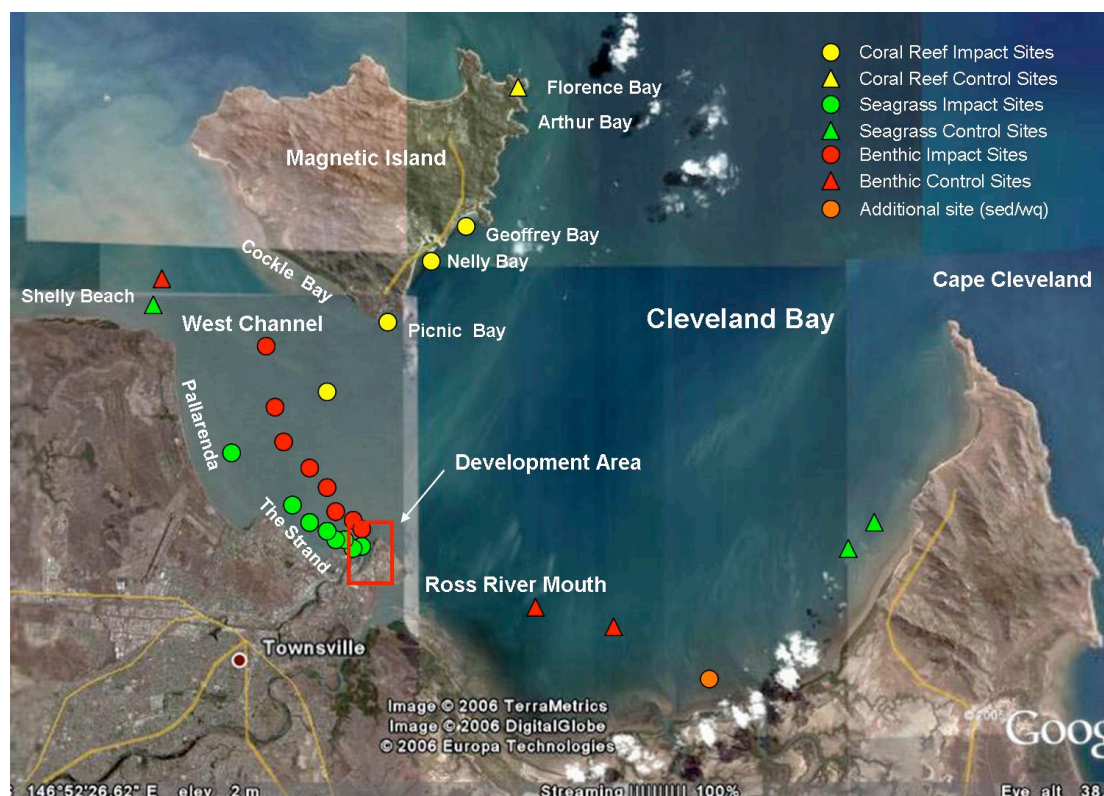 Coral Reef Impact Sites
Coral Reef Control Sites
Seagrass Impact Sites
Seagrass Control Sites
Benthic Impact Sites
Benthic Control Sites
Additional site (sed/wq)
Florence Bay
Arthur Bay
Magnetic Island
Geoffrey Bay
Nelly Bay
Cockle Bay
Cape Cleveland
Shelly Beach
West Channel
Picnic Bay
Cleveland Bay
Pallarenda
Development Area
The Strand
Ross River Mouth
Townsville
Image © 2006 TerraMetrics
Image © 2006 DigitalGlobe
© 2006 Europa Technologies
Goog
146°52'26.62" E elev 2 m
Streaming |||||||||| 100%
Eye alt 38